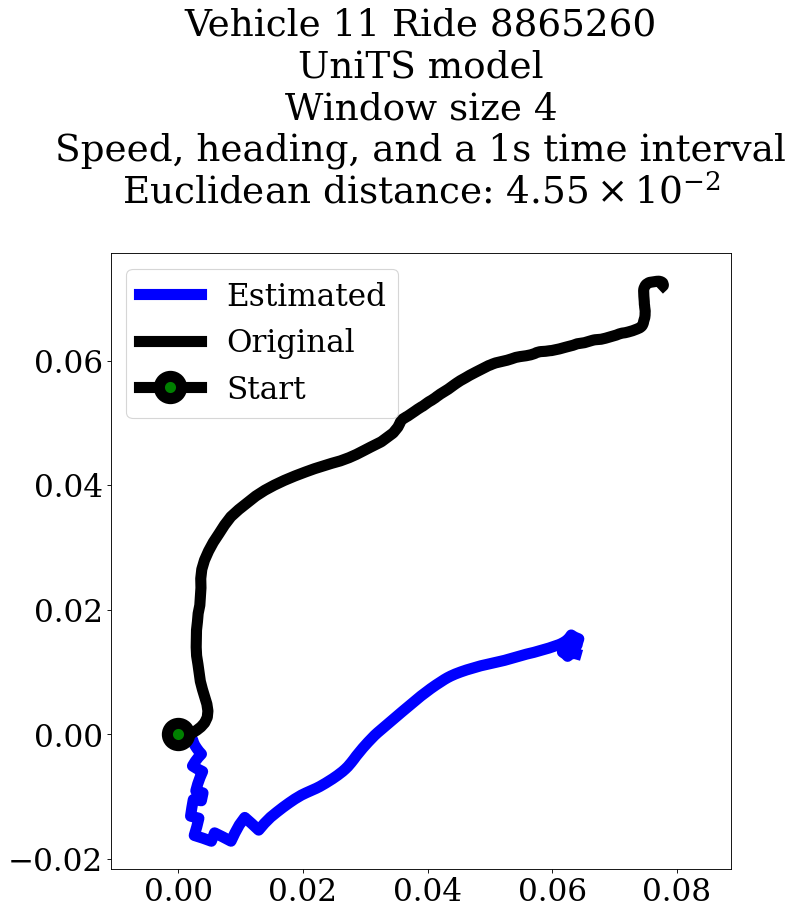 Vehicle 11 Ride 8865260
UniTS model
Window size 4
Speed, heading, and a 1s time interval
Euclidean distance: 4.55 × 10⁻²
Estimated
Original
Start
0.06
0.04
0.02
0.00
−0.02
0.00 0.02 0.04 0.06 0.08